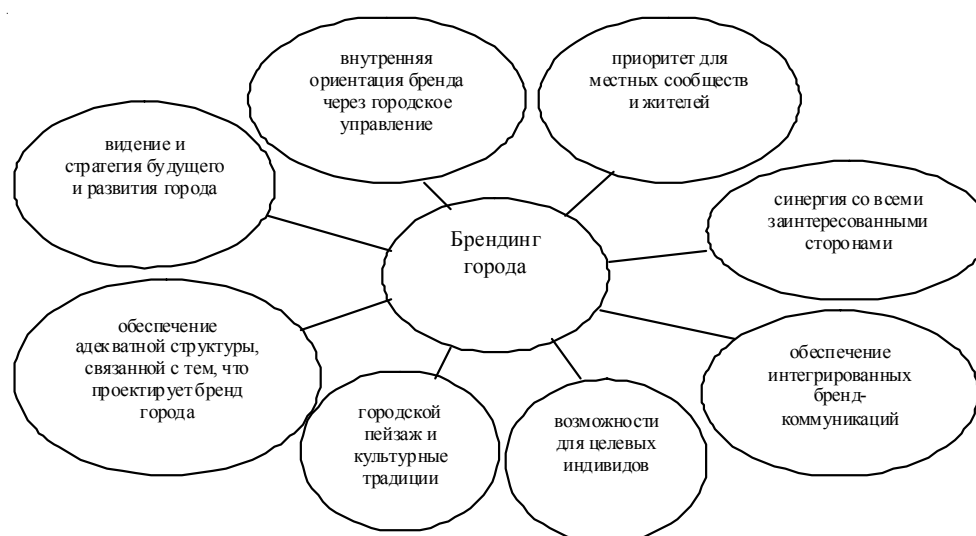 внутренняя
ориентация бренда
через городское
управление
приоритет для
местных сообществ
и жителей
видение и
стратегия будущего
и развития города
синергия со всеми
заинтересованными
сторонами
Брендинг
города
обеспечение
адекватной структуры,
связанной с тем, что
проектирует бренд
города
обеспечение
интегрированных
бренд-
коммуникаций
городской
пейзаж и
культурные
традиции
возможности
для целевых
индивидов